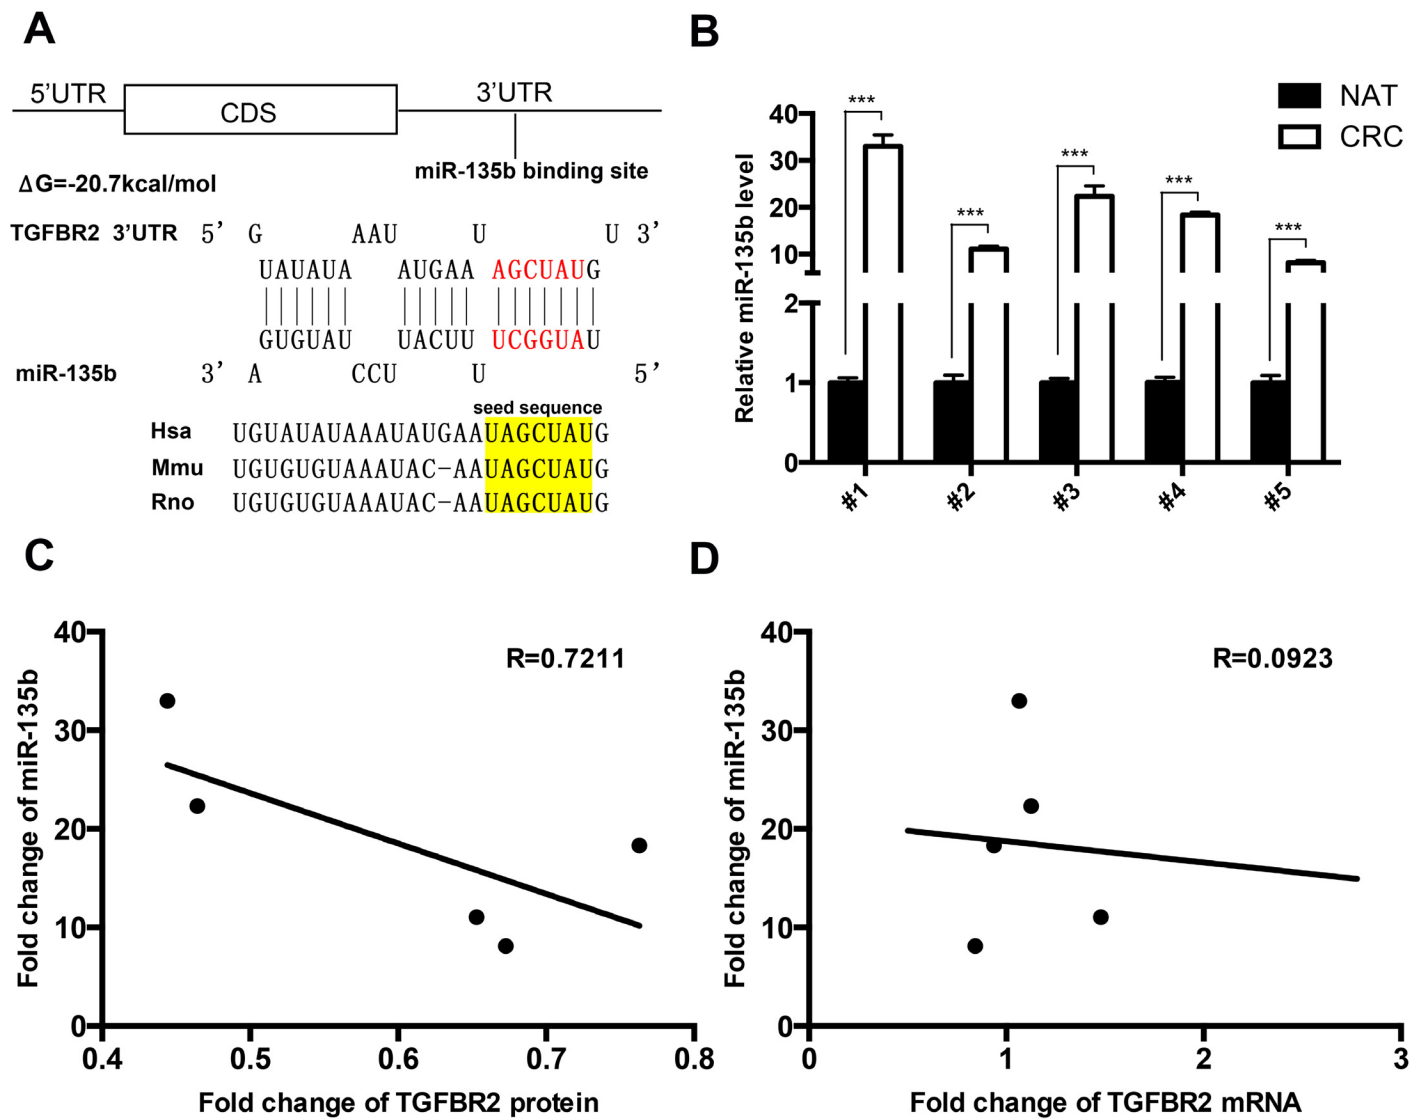 A
5'UTR CDS 3'UTR
miR-135b binding site
ΔG=-20.7kcal/mol
TGFBR2 3'UTR 5' G AAU U U 3'
UAUAUA AUGAA AGCUAUG
GUGUAU UACUU UCGGUAU
miR-135b 3' A CCU U 5'
seed sequence
Hsa UGUAUAUAAAUAUGAAUAGCUAUG
Mmu UGUGUGUAAAUAC-AAUAGCUAUG
Rno UGUGUGUAAAUAC-AAUAGCUAUG
B
NAT
CRC
Relative miR-135b level
40
30
20
10
2
1
0
*** *** *** *** ***
#1 #2 #3 #4 #5
C
R=0.7211
Fold change of miR-135b
40
30
20
10
0
0.4 0.5 0.6 0.7 0.8
Fold change of TGFBR2 protein
D
R=0.0923
Fold change of miR-135b
40
30
20
10
0
0 1 2 3
Fold change of TGFBR2 mRNA